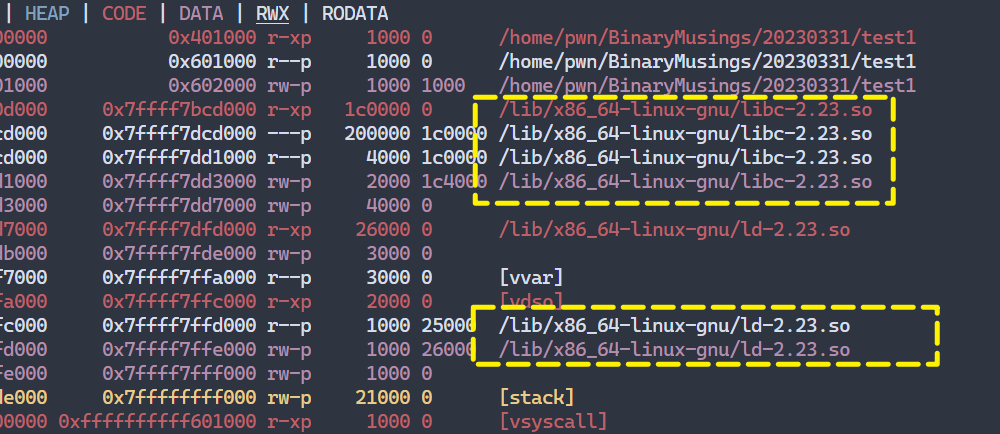 | HEAP | CODE | DATA | RWX | RODATA
00000 0x401000 r-xp 1000 0 /home/pwn/BinaryMusings/20230331/test1
00000 0x601000 r--p 1000 0 /home/pwn/BinaryMusings/20230331/test1
01000 0x602000 rw-p 1000 1000 /home/pwn/BinaryMusings/20230331/test1
0d000 0x7ffff7bcd000 r-xp 1c0000 0 /lib/x86_64-linux-gnu/libc-2.23.so
cd000 0x7ffff7dcd000 ---p 200000 1c0000 /lib/x86_64-linux-gnu/libc-2.23.so
cd000 0x7ffff7dd1000 r--p 4000 1c0000 /lib/x86_64-linux-gnu/libc-2.23.so
d1000 0x7ffff7dd3000 rw-p 2000 1c4000 /lib/x86_64-linux-gnu/libc-2.23.so
d3000 0x7ffff7dd7000 rw-p 4000 0
d7000 0x7ffff7dfd000 r-xp 26000 0 /lib/x86_64-linux-gnu/ld-2.23.so
db000 0x7ffff7fde000 rw-p 3000 0
f7000 0x7ffff7ffa000 r--p 3000 0 [vvar]
fa000 0x7ffff7ffc000 r-xp 2000 0 [vdso]
fc000 0x7ffff7ffd000 r--p 1000 25000 /lib/x86_64-linux-gnu/ld-2.23.so
fd000 0x7ffff7ffe000 rw-p 1000 26000 /lib/x86_64-linux-gnu/ld-2.23.so
fe000 0x7ffff7fff000 rw-p 1000 0
de000 0x7ffffffff000 rw-p 21000 0 [stack]
00000 0xffffffffff601000 r-xp 1000 0 [vsyscall]